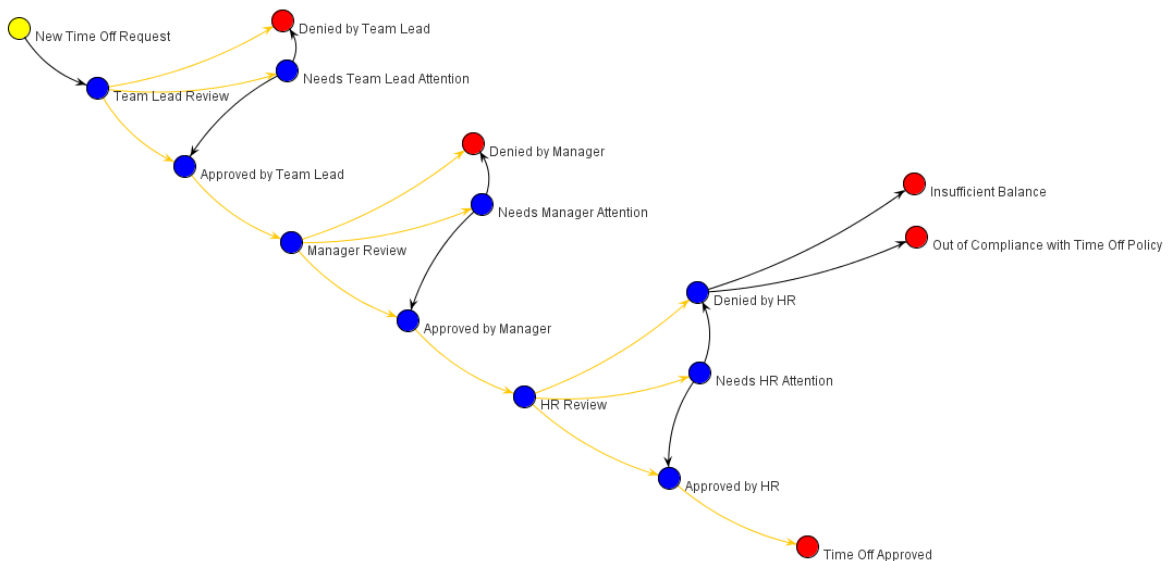 New Time Off Request
Denied by Team Lead
Needs Team Lead Attention
Team Lead Review
Approved by Team Lead
Denied by Manager
Needs Manager Attention
Manager Review
Approved by Manager
Insufficient Balance
Out of Compliance with Time Off Policy
Denied by HR
Needs HR Attention
HR Review
Approved by HR
Time Off Approved